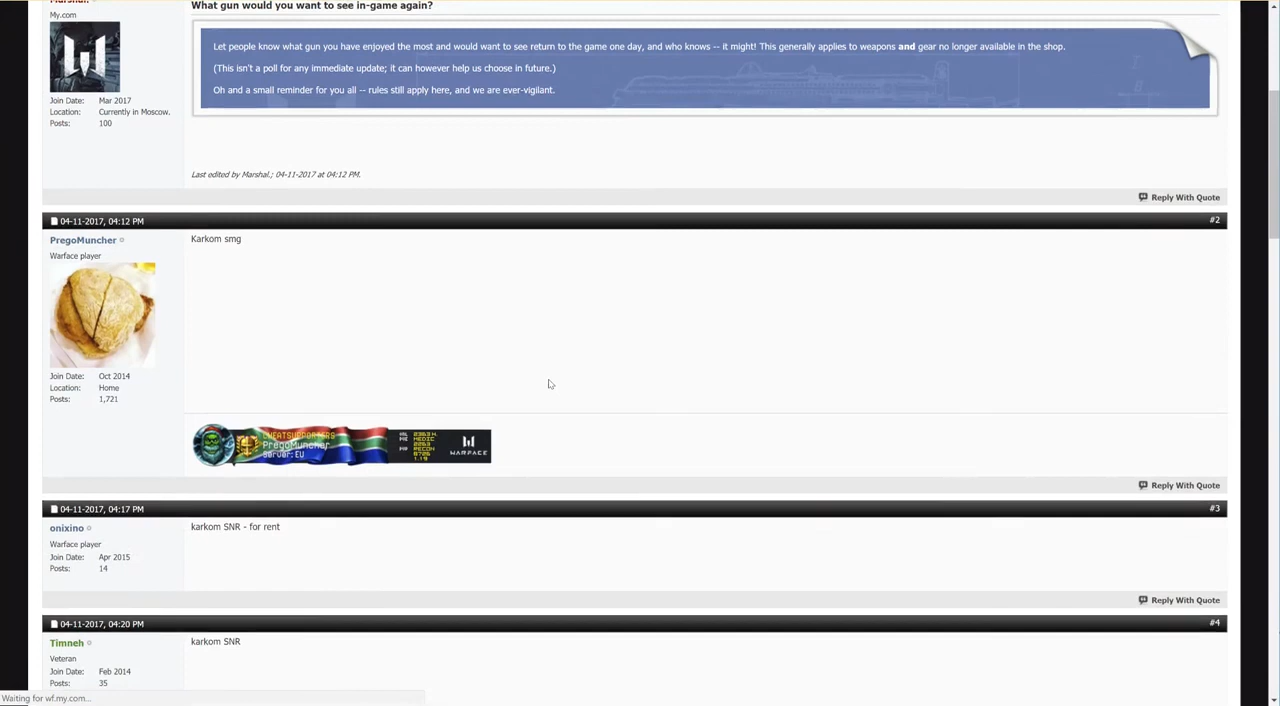 Marshal.
What gun would you want to see in-game again?
My.com
Let people know what gun you have enjoyed the most and would want to see return to the game one day, and who knows -- it might! This generally applies to weapons and gear no longer available in the shop.
(This isn't a poll for any immediate update; it can however help us choose in future.)
Oh and a small reminder for you all -- rules still apply here, and we are ever-vigilant.
Join Date: Mar 2017
Location: Currently in Moscow.
Posts: 100
Last edited by Marshal.; 04-11-2017 at 04:12 PM.
Reply With Quote
04-11-2017, 04:12 PM #2
PregoMuncher
Karkom smg
Warface player
Join Date: Oct 2014
Location: Home
Posts: 1,721
CHEATSUPPORTERS
PregoMuncher
Server: EU
MEDIC
RECON
WARFACE
Reply With Quote
04-11-2017, 04:17 PM #3
onixino
karkom SNR - for rent
Warface player
Join Date: Apr 2015
Posts: 14
Reply With Quote
04-11-2017, 04:20 PM #4
Timneh
karkom SNR
Veteran
Join Date: Feb 2014
Posts: 35
Waiting for wf.my.com...